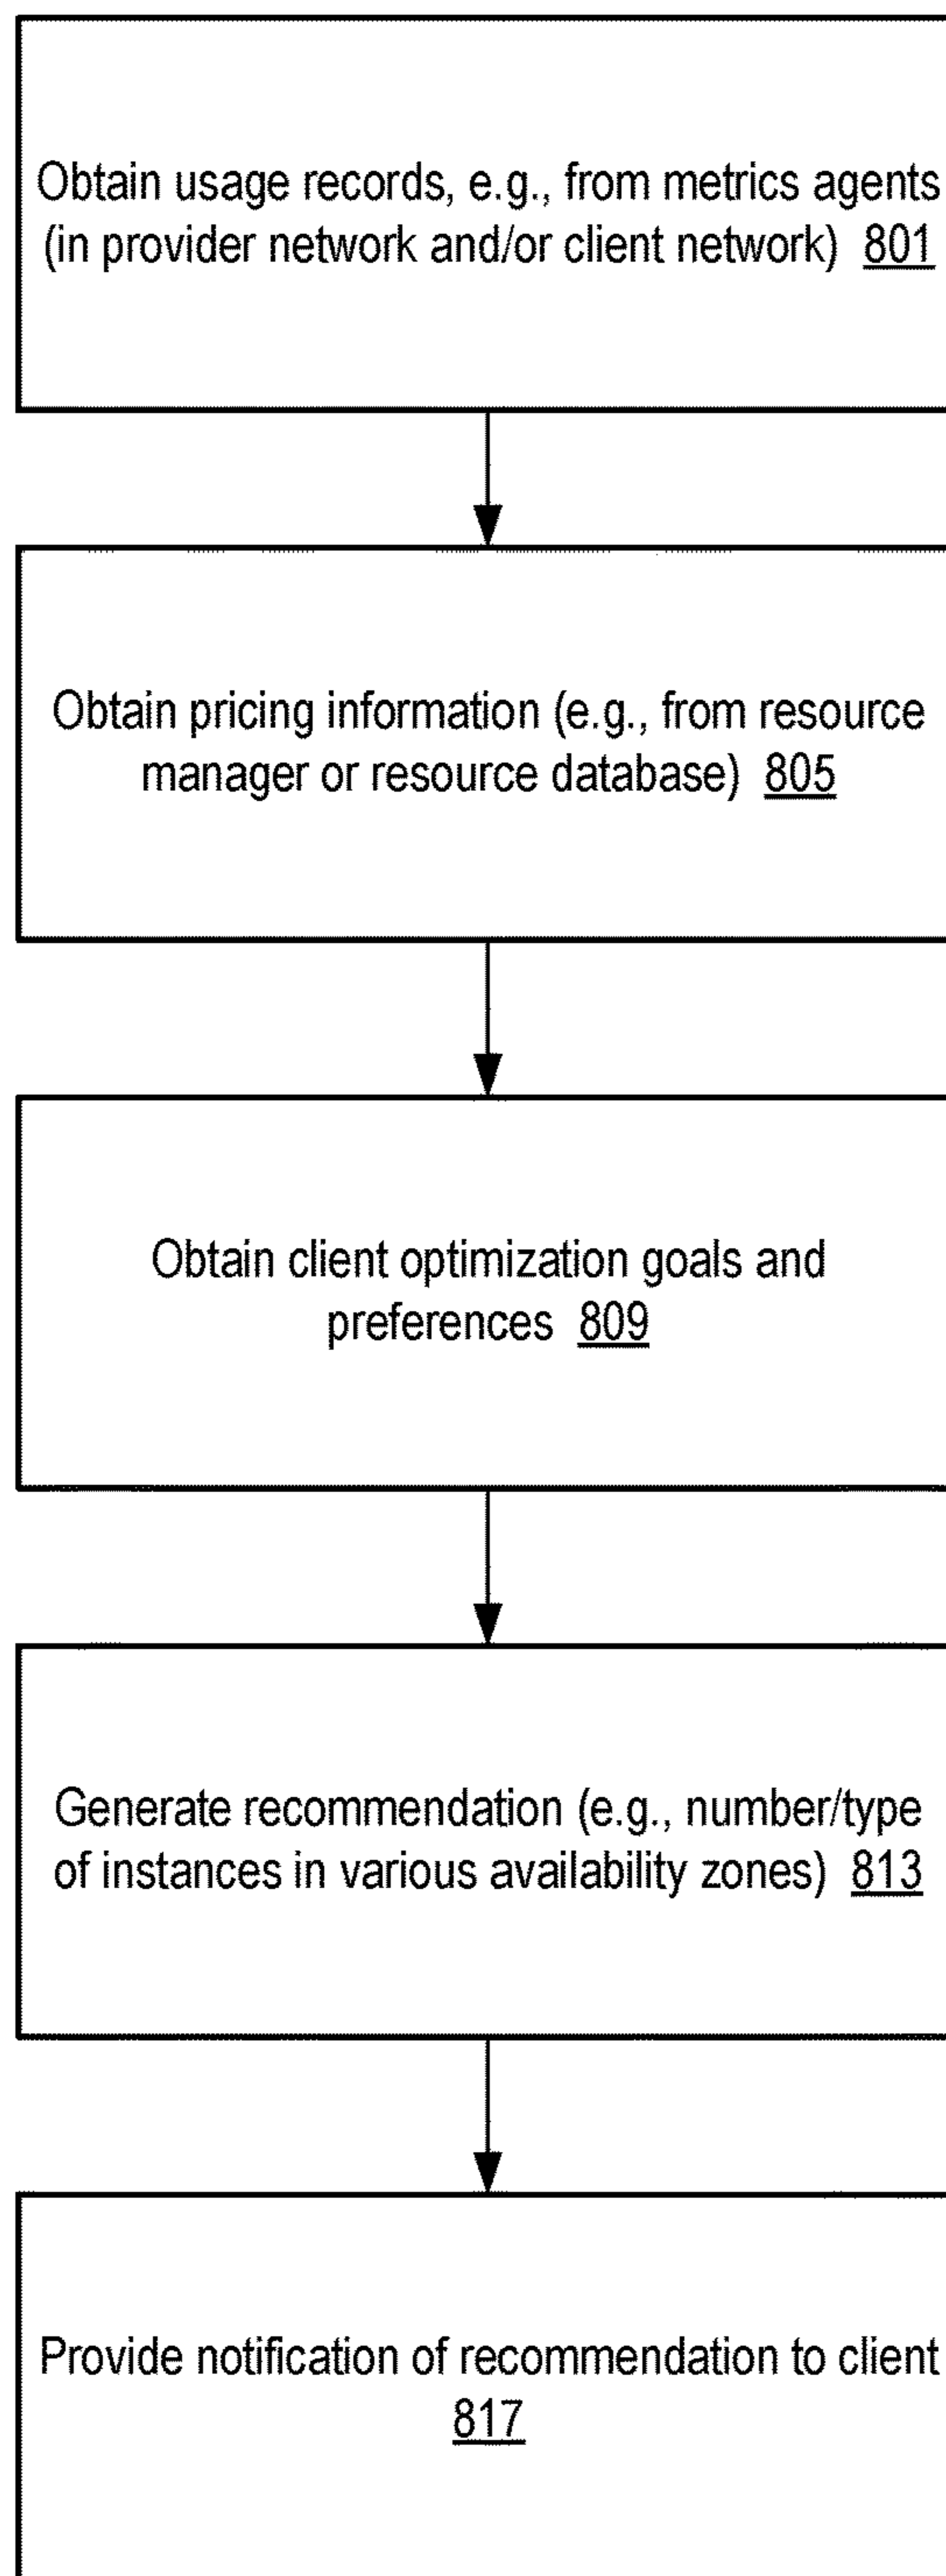 Obtain usage records, e.g., from metrics agents
(in provider network and/or client network) 801
Obtain pricing information (e.g., from resource
manager or resource database) 805
Obtain client optimization goals and
preferences 809
Generate recommendation (e.g., number/type
of instances in various availability zones) 813
Provide notification of recommendation to client
817